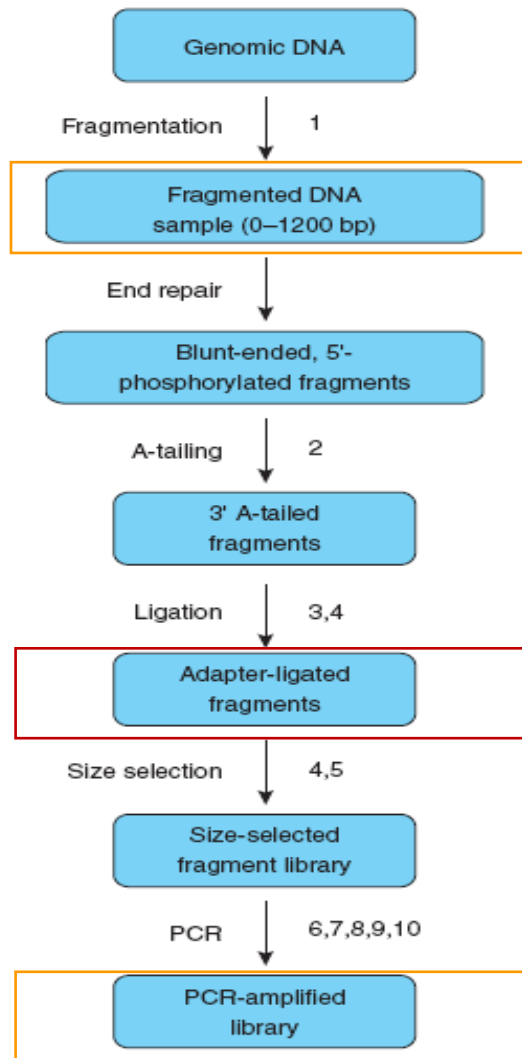 Genomic DNA
Fragmentation 1
Fragmented DNA
sample (0–1200 bp)
End repair
Blunt-ended, 5'-
phosphorylated fragments
A-tailing 2
3' A-tailed
fragments
Ligation 3,4
Adapter-ligated
fragments
Size selection 4,5
Size-selected
fragment library
PCR 6,7,8,9,10
PCR-amplified
library